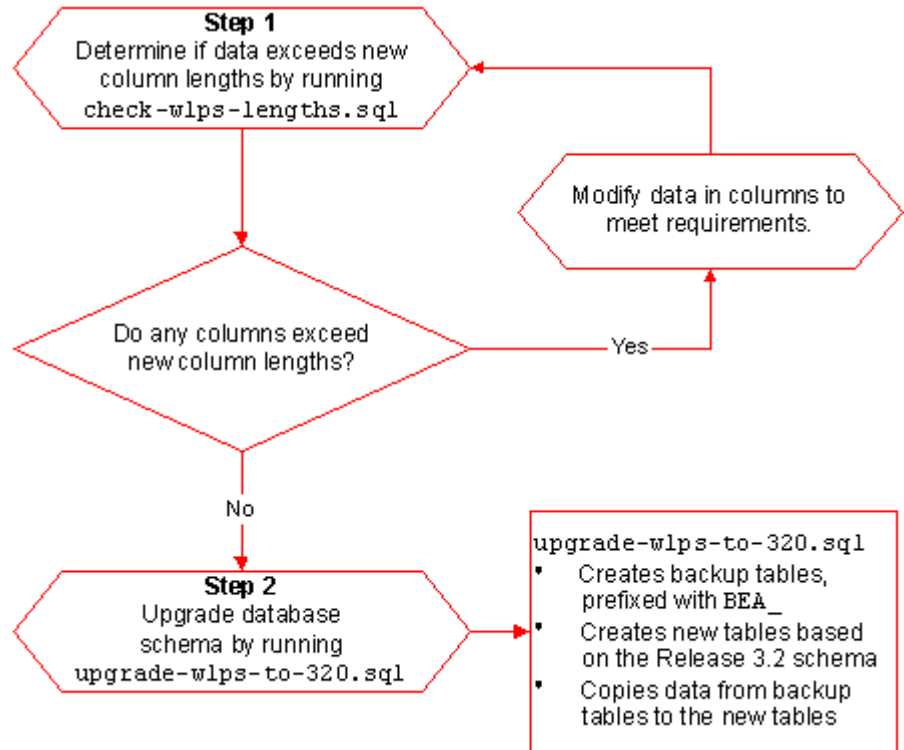 Step 1
Determine if data exceeds new
column lengths by running
check-wlps-lengths.sql
Modify data in columns to
meet requirements.
Do any columns exceed
new column lengths?
Yes
No
Step 2
Upgrade database
schema by running
upgrade-wlps-to-320.sql
upgrade-wlps-to-320.sql
• Creates backup tables,
prefixed with BEA_
• Creates new tables based
on the Release 3.2 schema
• Copies data from backup
tables to the new tables